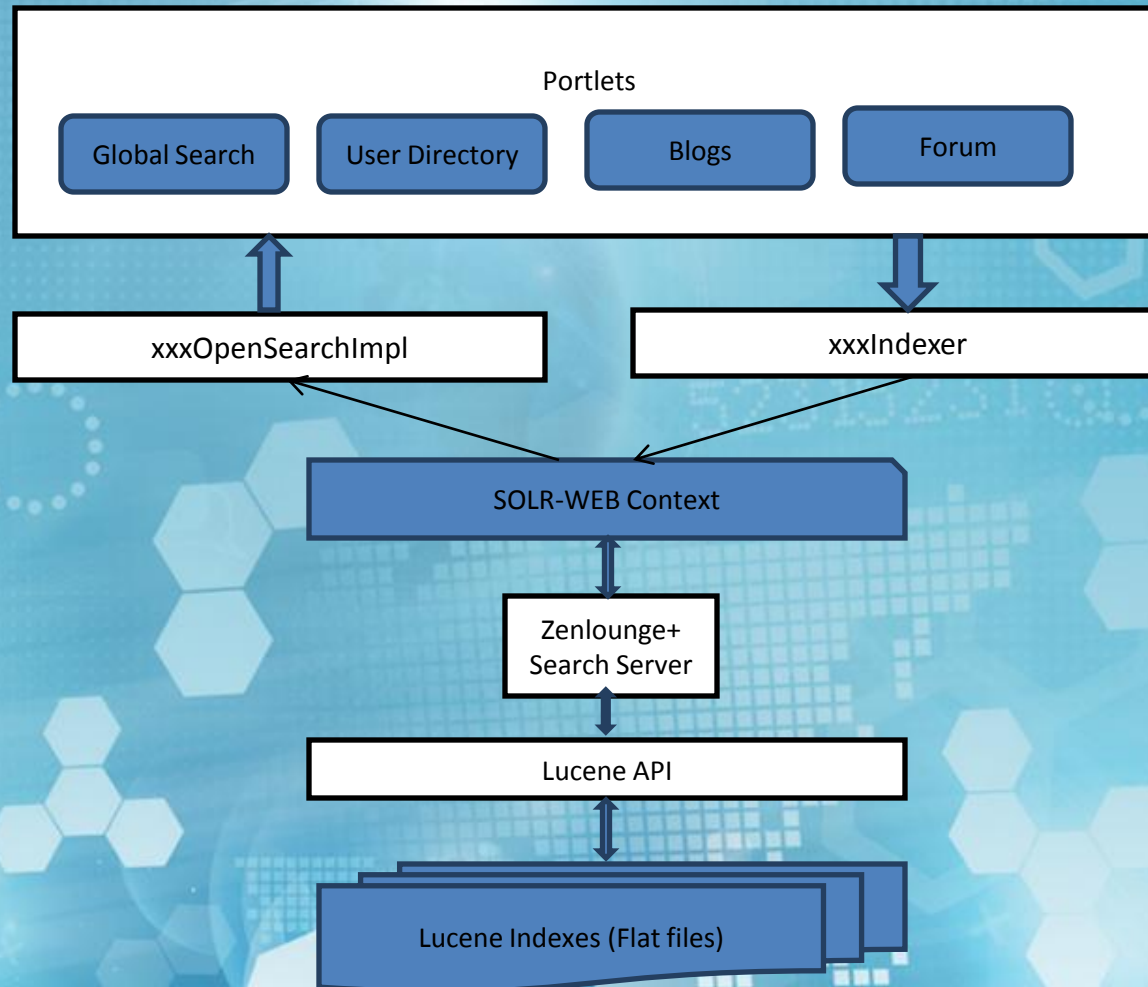 Portlets
Global Search
User Directory
Blogs
Forum
xxxOpenSearchImpl
xxxIndexer
SOLR-WEB Context
Zenlounge+
Search Server
Lucene API
Lucene Indexes (Flat files)